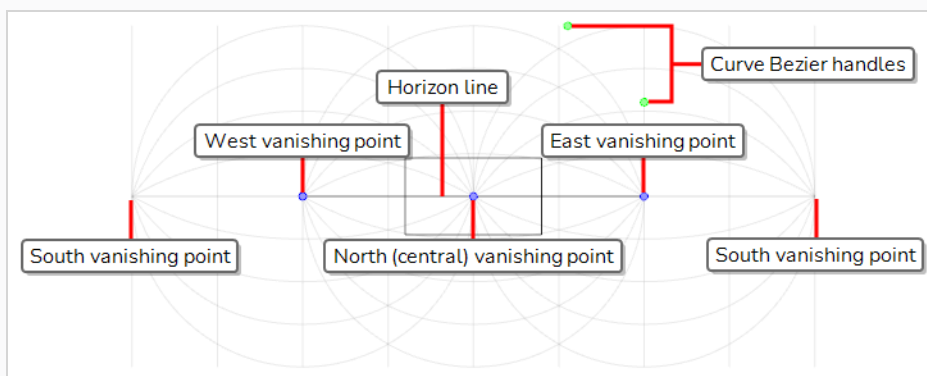 Curve Bezier handles
Horizon line
West vanishing point
East vanishing point
South vanishing point
North (central) vanishing point
South vanishing point